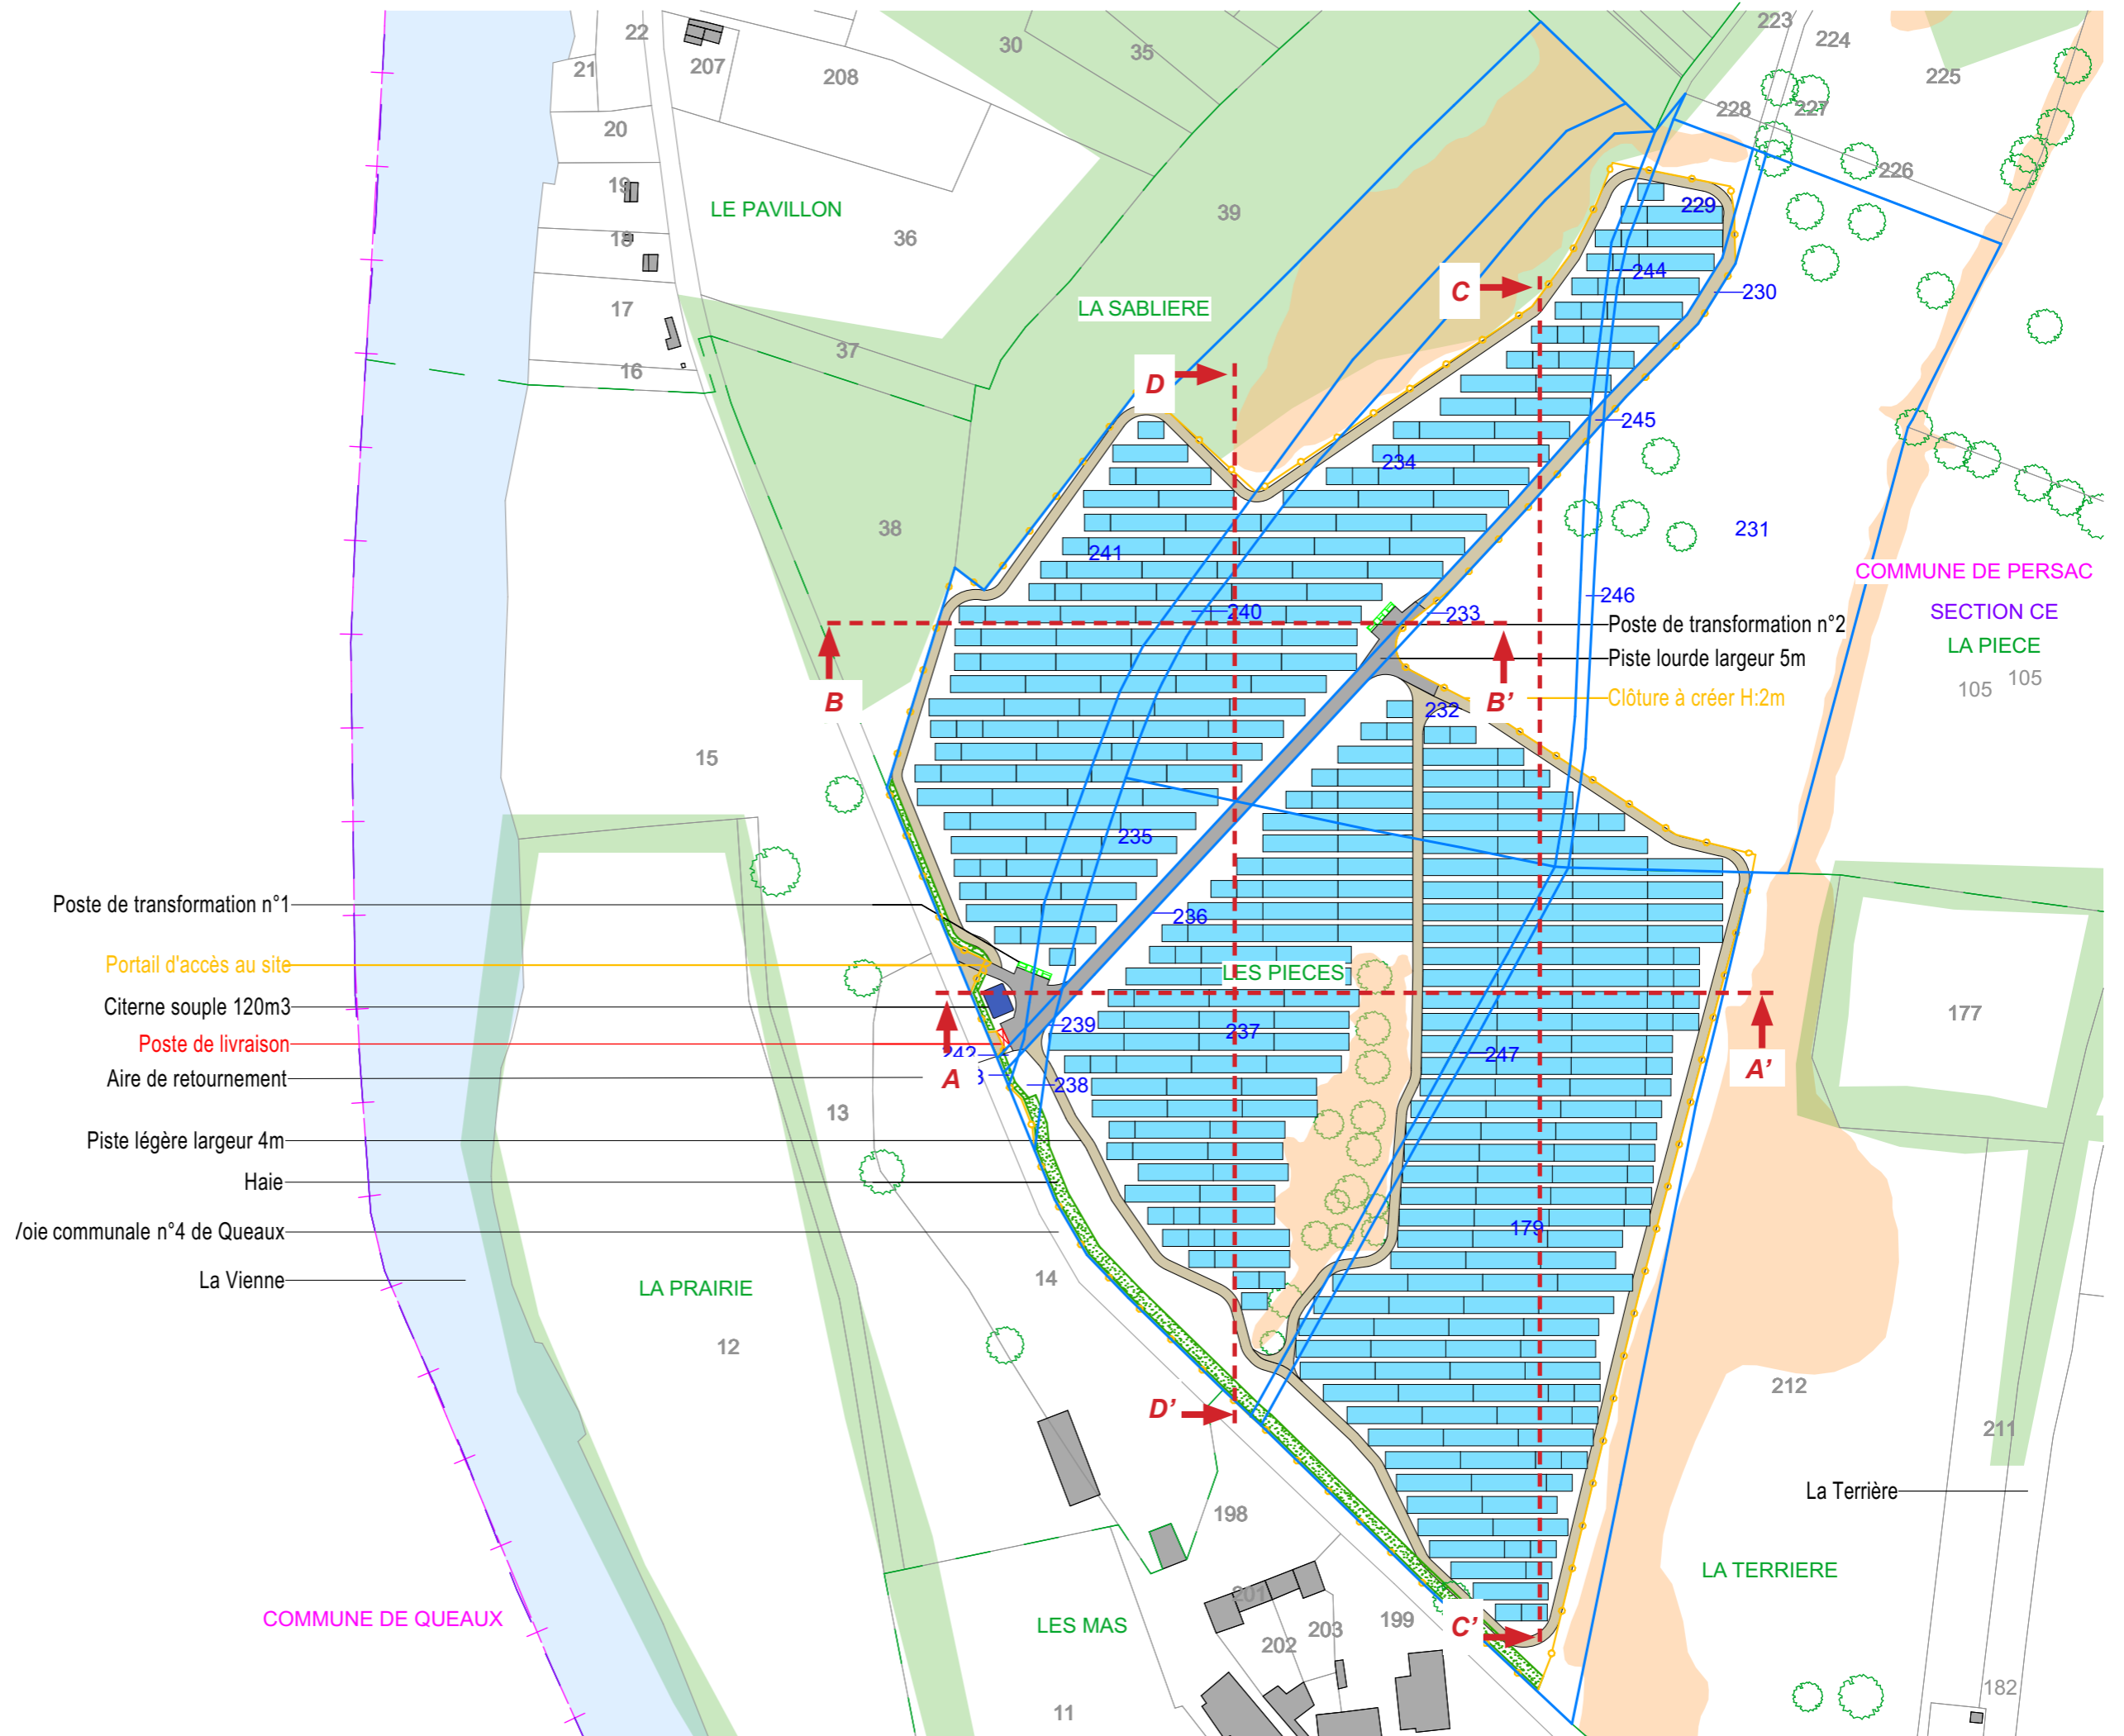 22
21
207
208
30
35
223
224
225
20
228
227
226
19
LE PAVILLON
36
39
229
18
244
230
C
17
LA SABLIERE
37
16
D
245
234
38
241
231
COMMUNE DE PERSAC
SECTION CE
LA PIECE
105
105
240
233
246
Poste de transformation n°2
Piste lourde largeur 5m
Clôture à créer H:2m
B
B’
232
15
235
Poste de transformation n°1
236
Portail d'accès au site
LES PIECES
Citerne souple 120m3
177
Poste de livraison
239
237
242
247
Aire de retournement
A
3
238
A’
13
Piste légère largeur 4m
Haie
179
oie communale n°4 de Queaux
La Vienne
14
LA PRAIRIE
12
212
D’
211
La Terrière
198
LA TERRIERE
201
COMMUNE DE QUEAUX
LES MAS
202
203
199
C’
182
11